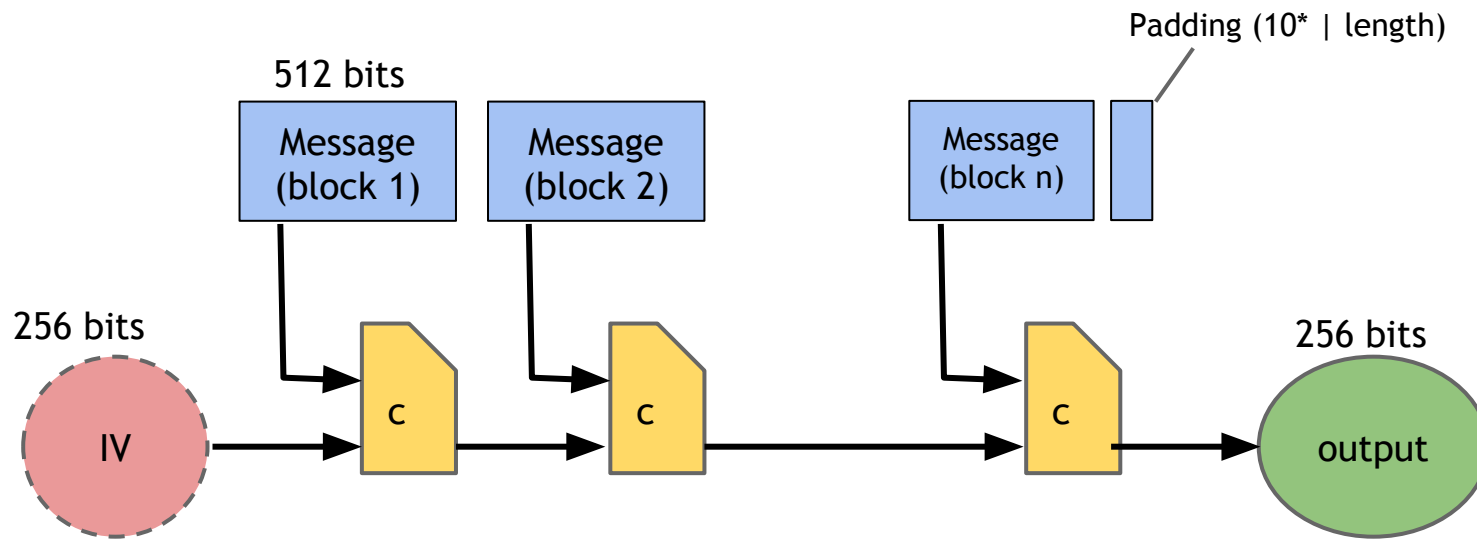 Padding (10* | length)
512 bits
Message
(block 1)
Message
(block 2)
Message
(block n)
256 bits
IV
c
c
c
256 bits
output